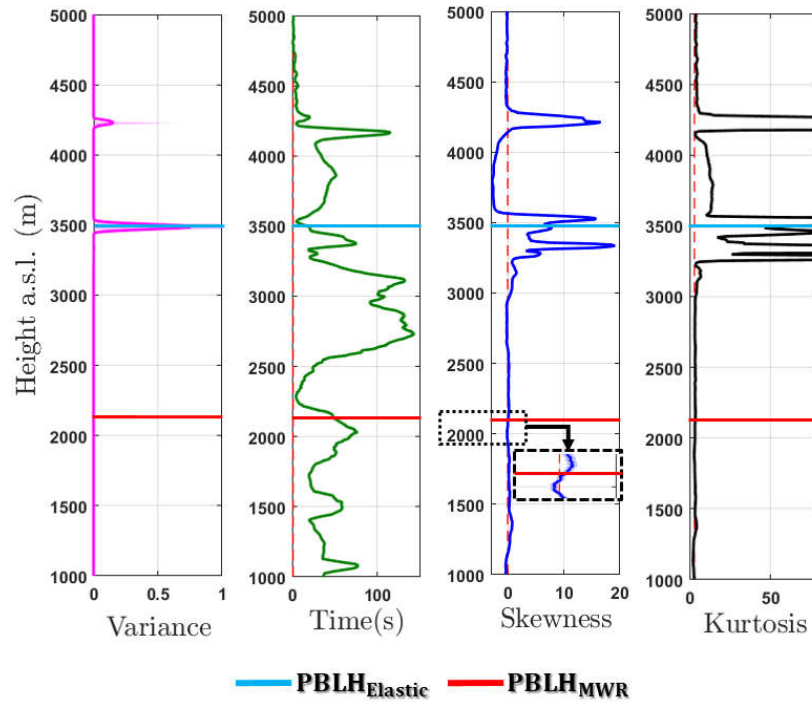 5000 5000 5000 5000
4500 4500 4500 4500
4000 4000 4000 4000
3500 3500 3500 3500
3000 3000 3000 3000
2500 2500 2500 2500
2000 2000 2000 2000
1500 1500 1500 1500
1000 1000 1000 1000
Height a.s.l. (m)
0 0.5 1 0 100 0 10 20 0 50
Variance Time(s) Skewness Kurtosis
PBLH_Elastic PBLH_MWR